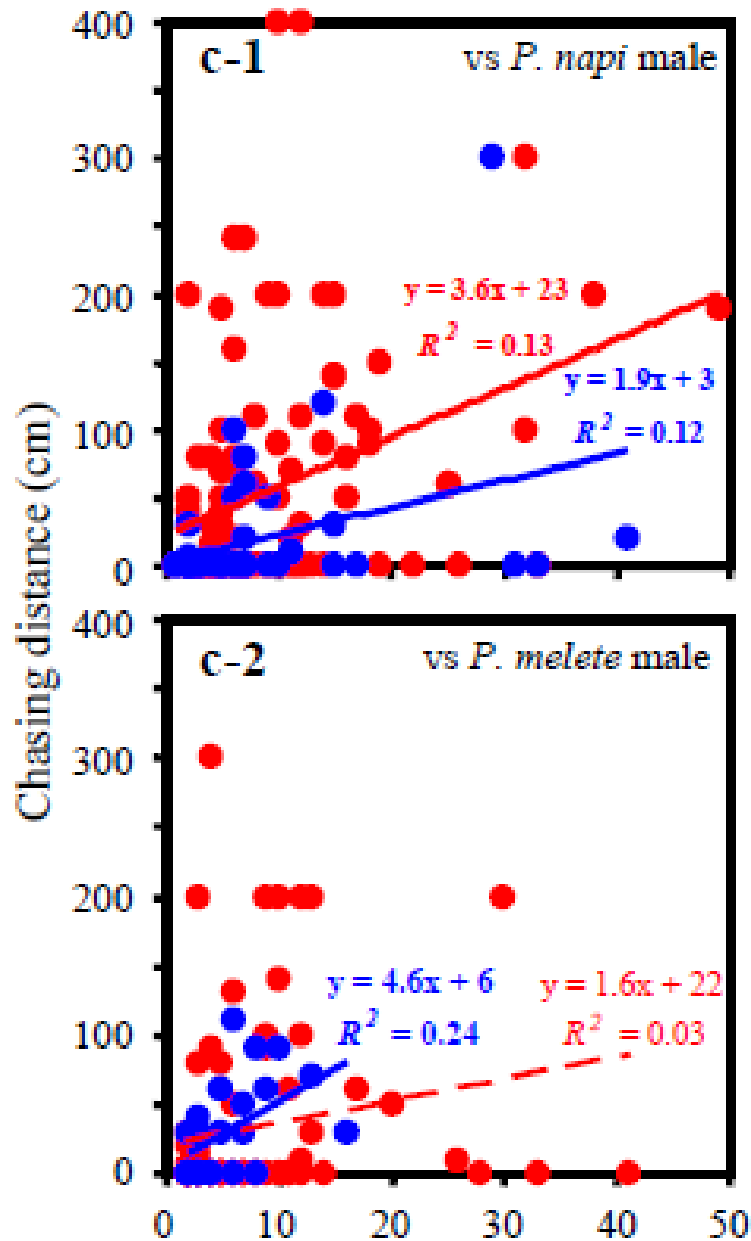 400
c-1 vs P. napi male
300
200
y = 3.6x + 23
R² = 0.13
y = 1.9x + 3
R² = 0.12
100
0
Chasing distance (cm)
400
c-2 vs P. melete male
300
200
y = 4.6x + 6 y = 1.6x + 22
R² = 0.24 R² = 0.03
100
0
0 10 20 30 40 50